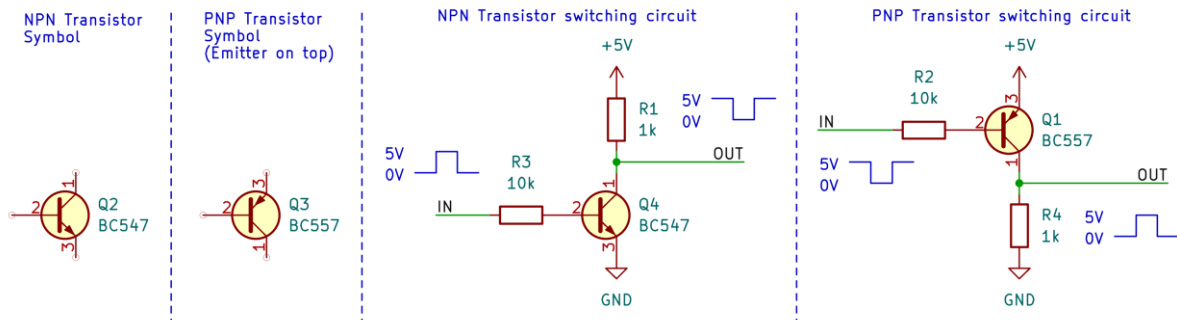 NPN Transistor
Symbol
1
2
3
Q2
BC547
PNP Transistor
Symbol
(Emitter on top)
3
2
1
Q3
BC557
NPN Transistor switching circuit
+5V
R1
1k
5V
0V
OUT
5V
0V
R3
10k
IN
1
2
3
Q4
BC547
GND
PNP Transistor switching circuit
+5V
R2
10k
IN
3
2
1
Q1
BC557
5V
0V
OUT
R4
1k
5V
0V
GND